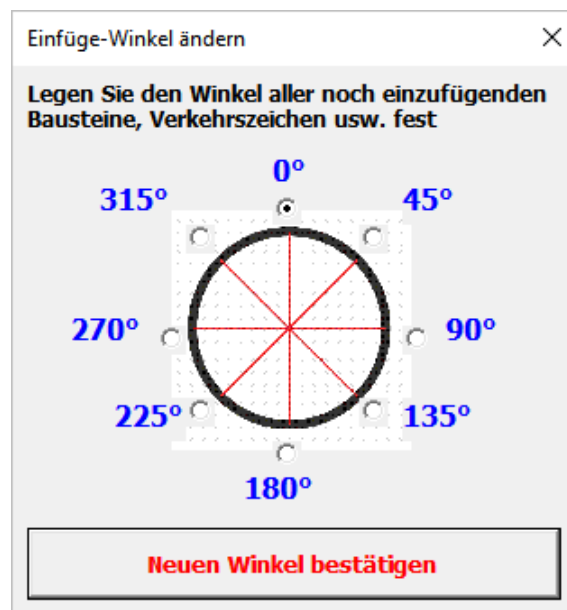 Einfüge-Winkel ändern
Legen Sie den Winkel aller noch einzufügenden
Bausteine, Verkehrszeichen usw. fest
0°
315° 45°
270° 90°
225° 135°
180°
Neuen Winkel bestätigen